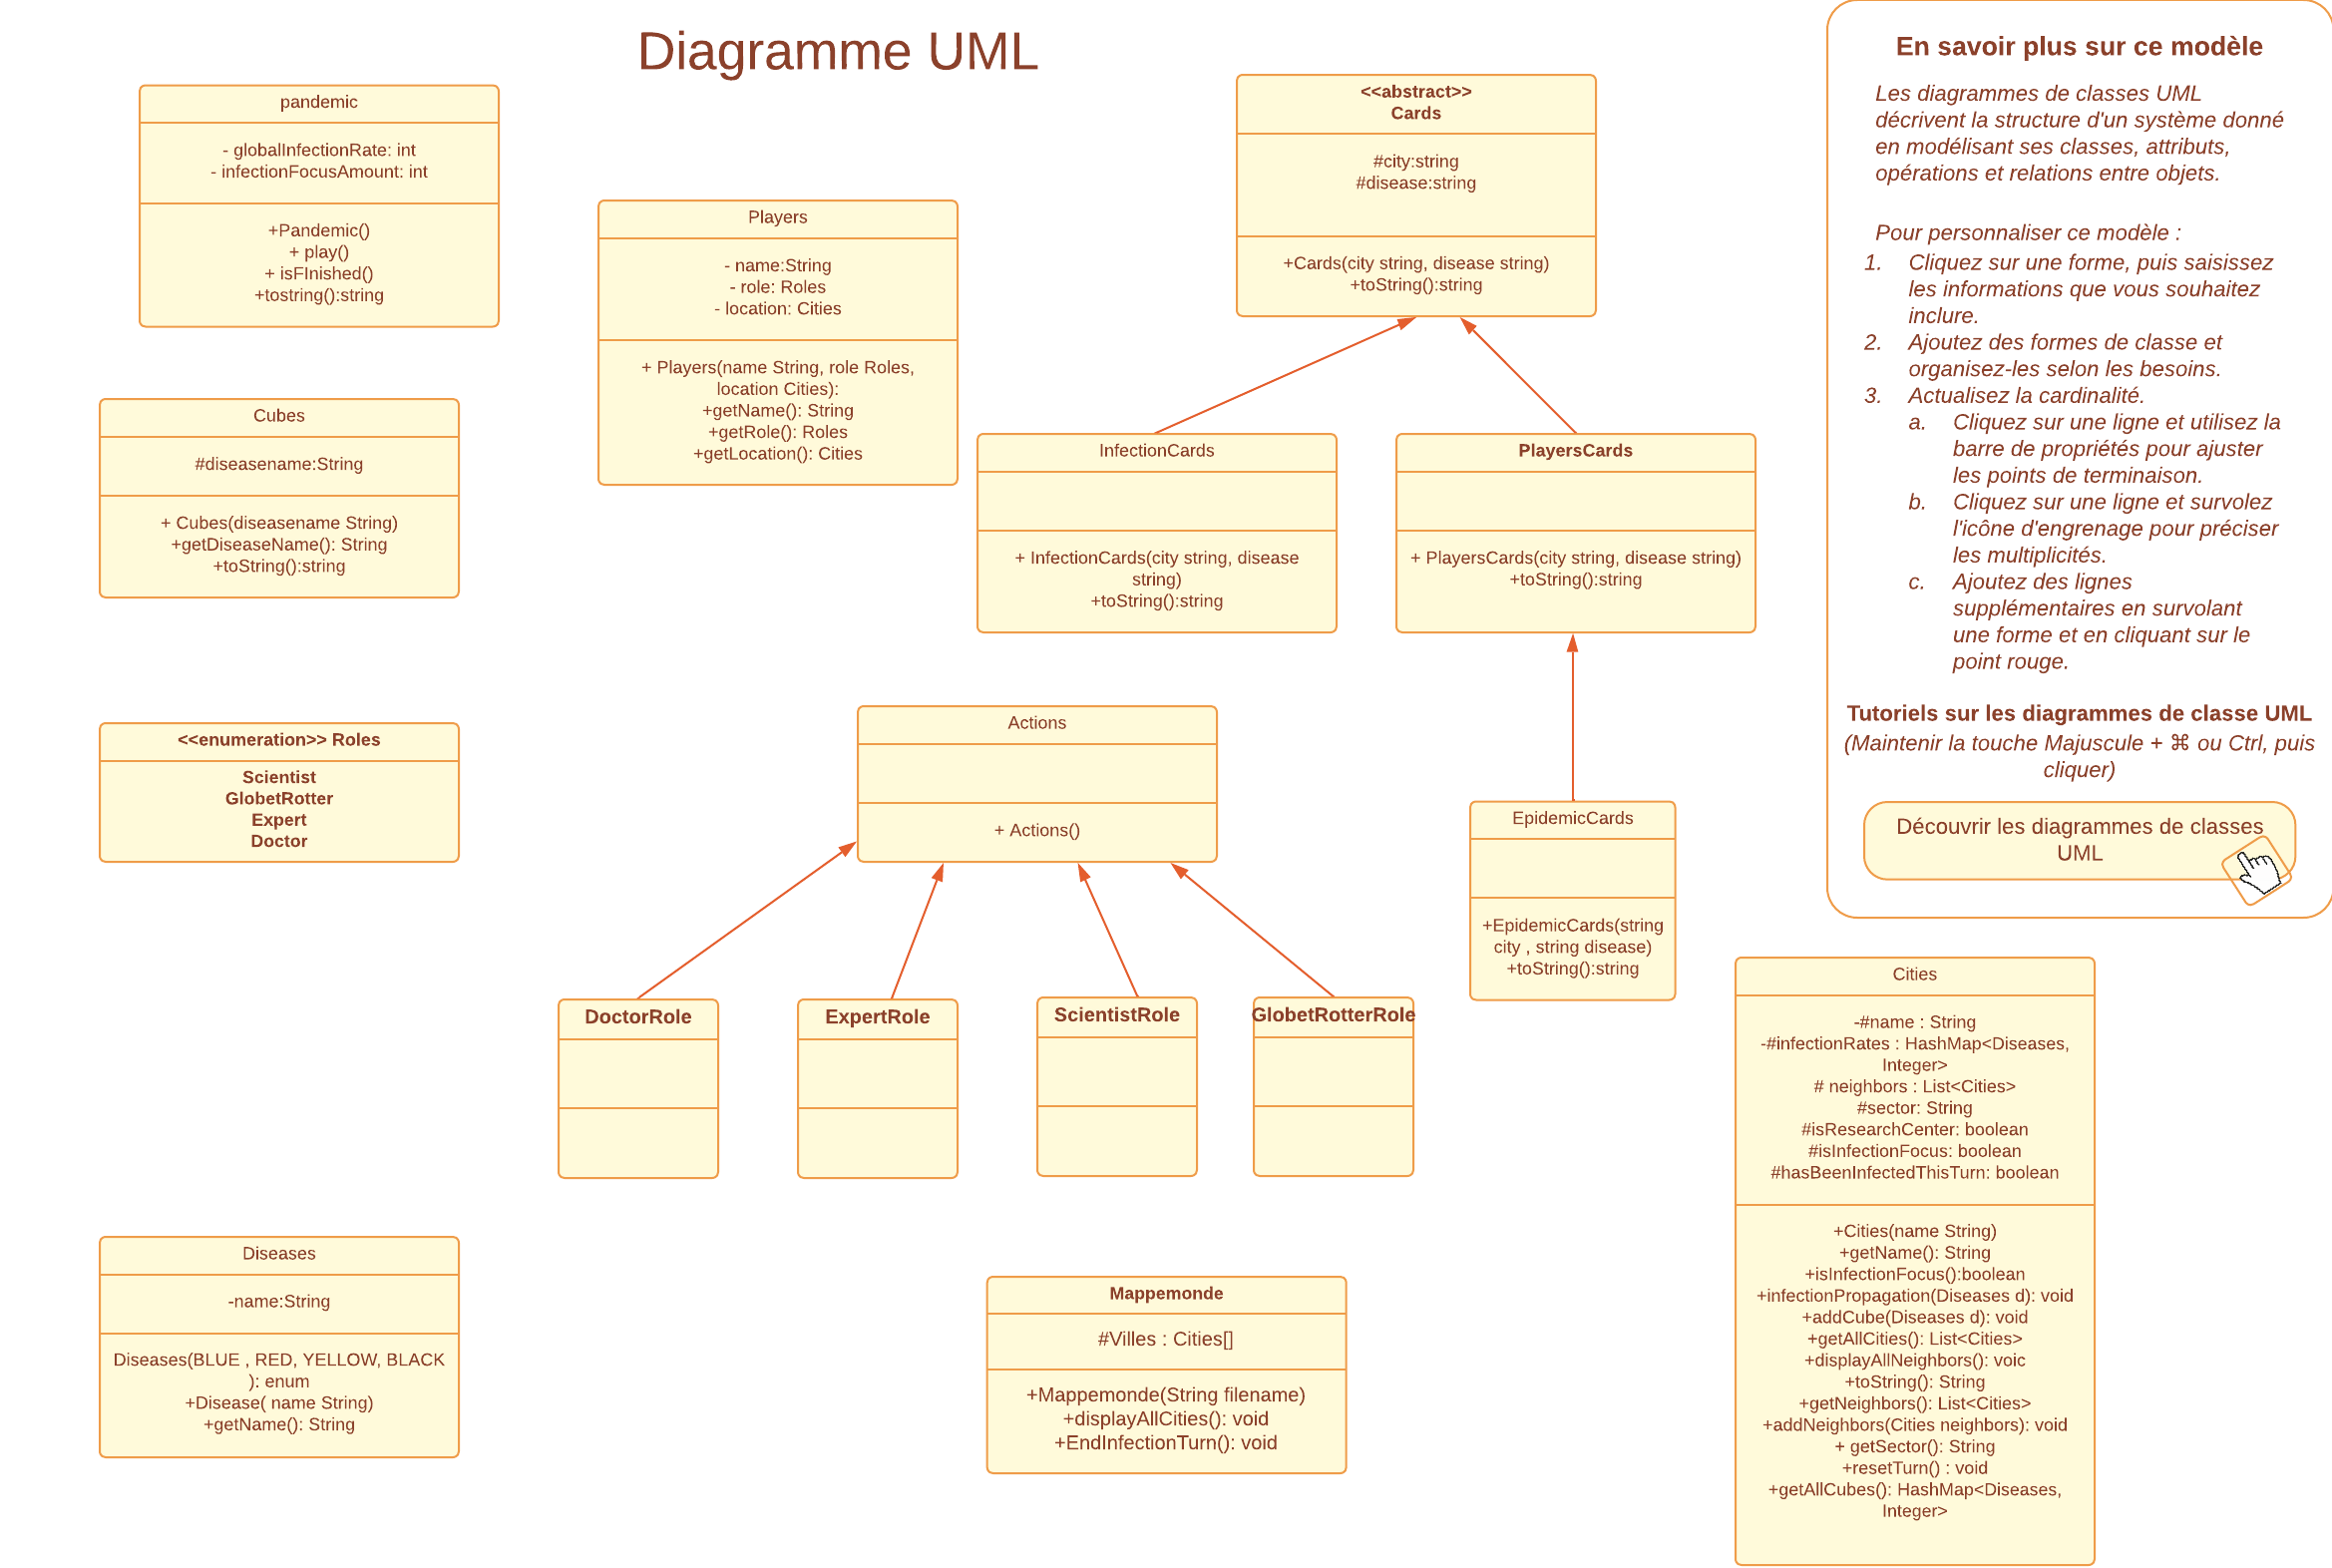 Diagramme UML
pandemic
- globalInfectionRate: int
- infectionFocusAmount: int
+Pandemic()
+ play()
+ isFInished()
+tostring():string
Players
- name:String
- role: Roles
- location: Cities
+ Players(name String, role Roles,
location Cities):
+getName(): String
+getRole(): Roles
+getLocation(): Cities
<<abstract>>
Cards
#city:string
#disease:string
+Cards(city string, disease string)
+toString():string
Cubes
#diseasename:String
+ Cubes(diseasename String)
+getDiseaseName(): String
+toString():string
InfectionCards
+ InfectionCards(city string, disease
string)
+toString():string
PlayersCards
+ PlayersCards(city string, disease string)
+toString():string
<<enumeration>> Roles
Scientist
GlobetRotter
Expert
Doctor
Actions
+ Actions()
EpidemicCards
+EpidemicCards(string
city , string disease)
+toString():string
DoctorRole
ExpertRole
ScientistRole
GlobetRotterRole
Diseases
-name:String
Diseases(BLUE , RED, YELLOW, BLACK
): enum
+Disease( name String)
+getName(): String
Mappemonde
#Villes : Cities[]
+Mappemonde(String filename)
+displayAllCities(): void
+EndInfectionTurn(): void
Cities
-#name : String
-#infectionRates : HashMap<Diseases,
Integer>
# neighbors : List<Cities>
#sector: String
#isResearchCenter: boolean
#isInfectionFocus: boolean
#hasBeenInfectedThisTurn: boolean
+Cities(name String)
+getName(): String
+isInfectionFocus():boolean
+infectionPropagation(Diseases d): void
+addCube(Diseases d): void
+getAllCities(): List<Cities>
+displayAllNeighbors(): voic
+toString(): String
+getNeighbors(): List<Cities>
+addNeighbors(Cities neighbors): void
+ getSector(): String
+resetTurn() : void
+getAllCubes(): HashMap<Diseases,
Integer>
En savoir plus sur ce modèle
Les diagrammes de classes UML
décrivent la structure d'un système donné
en modélisant ses classes, attributs,
opérations et relations entre objets.
Pour personnaliser ce modèle :
1. Cliquez sur une forme, puis saisissez
les informations que vous souhaitez
inclure.
2. Ajoutez des formes de classe et
organisez-les selon les besoins.
3. Actualisez la cardinalité.
a. Cliquez sur une ligne et utilisez la
barre de propriétés pour ajuster
les points de terminaison.
b. Cliquez sur une ligne et survolez
l'icône d'engrenage pour préciser
les multiplicités.
c. Ajoutez des lignes
supplémentaires en survolant
une forme et en cliquant sur le
point rouge.
Tutoriels sur les diagrammes de classe UML
(Maintenir la touche Majuscule + ⌘ ou Ctrl, puis
cliquer)
Découvrir les diagrammes de classes
UML